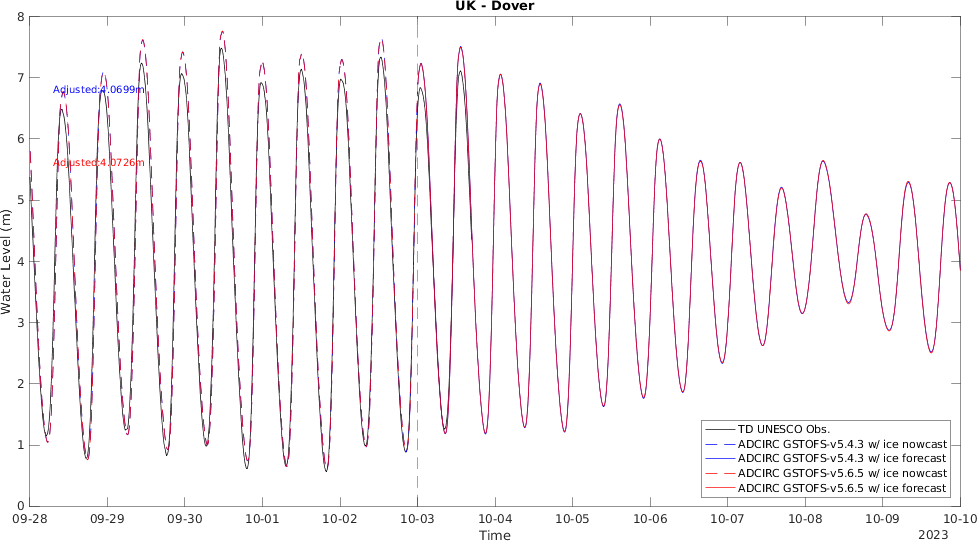 UK - Dover
8
7
6
5
4
3
2
1
0
Water Level (m)
Adjusted:4.0699m
Adjusted:4.0726m
TD UNESCO Obs.
ADCIRC GSTOFS-v5.4.3 w/ ice nowcast
ADCIRC GSTOFS-v5.4.3 w/ ice forecast
ADCIRC GSTOFS-v5.6.5 w/ ice nowcast
ADCIRC GSTOFS-v5.6.5 w/ ice forecast
09-28 09-29 09-30 10-01 10-02 10-03 10-04 10-05 10-06 10-07 10-08 10-09 10-10
Time
2023